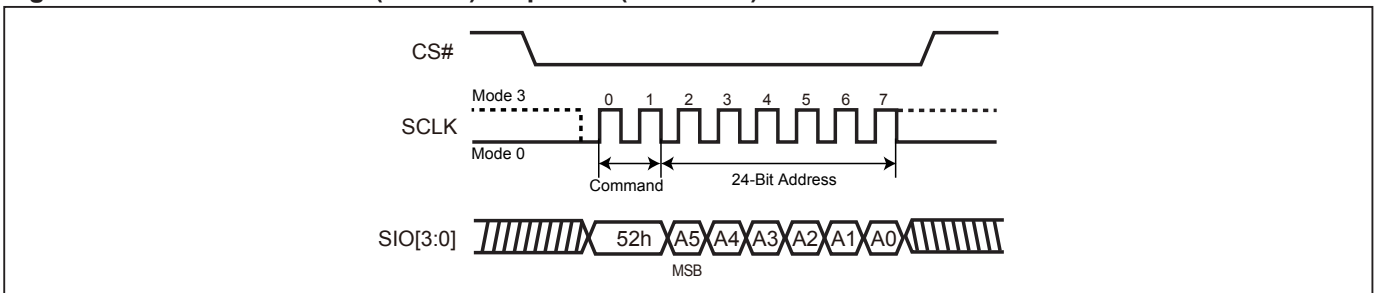 CS#
Mode 3
0 1 2 3 4 5 6 7
SCLK
Mode 0
Command
24-Bit Address
SIO[3:0]
52h A5 A4 A3 A2 A1 A0
MSB